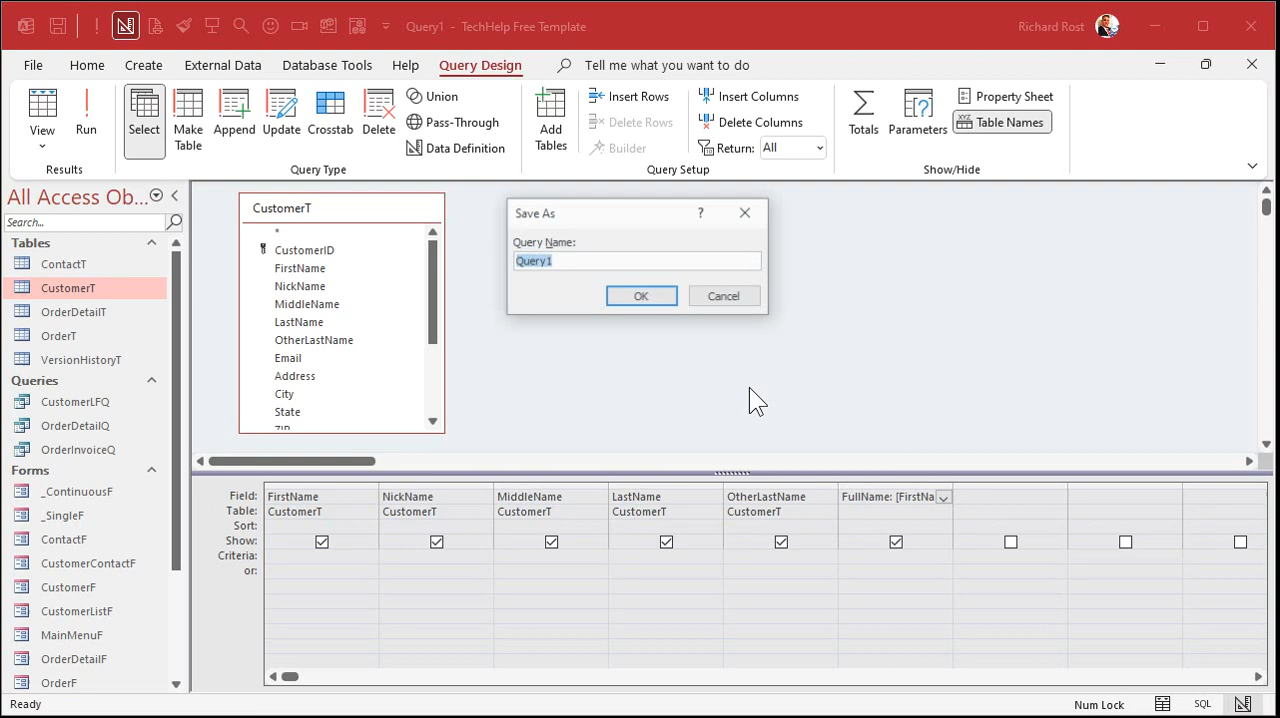 Query1 - TechHelp Free Template
Richard Rost
File Home Create External Data Database Tools Help Query Design Tell me what you want to do
View
Run
Results
Select
Make Table
Append
Update
Crosstab
Delete
Union
Pass-Through
Data Definition
Query Type
Add Tables
Insert Rows
Delete Rows
Builder
Insert Columns
Delete Columns
Return: All
Query Setup
Totals
Parameters
Property Sheet
XYZ Table Names
Show/Hide
All Access Ob...
Search...
Tables
ContactT
CustomerT
OrderDetailT
OrderT
VersionHistoryT
Queries
CustomerLFQ
OrderDetailQ
OrderInvoiceQ
Forms
_ContinuousF
_SingleF
ContactF
CustomerContactF
CustomerF
CustomerListF
MainMenuF
OrderDetailF
OrderF
CustomerT
*
CustomerID
FirstName
NickName
MiddleName
LastName
OtherLastName
Email
Address
City
State
ZIP
Save As ?
Query Name:
Query1
OK Cancel
Field: FirstName NickName MiddleName LastName OtherLastName FullName: [FirstNa
Table: CustomerT CustomerT CustomerT CustomerT CustomerT
Sort:
Show:
Criteria:
or:
Ready
Num Lock
SQL